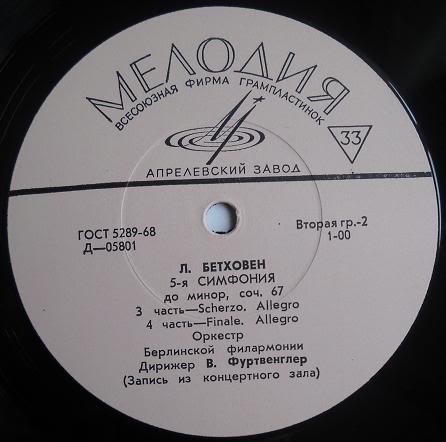 МЕЛОДИЯ
ВСЕСОЮЗНАЯ ФИРМА ГРАМПЛАСТИНОК
33
АПРЕЛЕВСКИЙ ЗАВОД
ГОСТ 5289-68
Д—05801
Вторая гр.-2
1-00
Л. БЕТХОВЕН
5-я СИМФОНИЯ
до минор, соч. 67
3 часть—Scherzo. Allegro
4 часть—Finale. Allegro
Оркестр
Берлинской филармонии
Дирижер В. Фуртвенглер
(Запись из концертного зала)